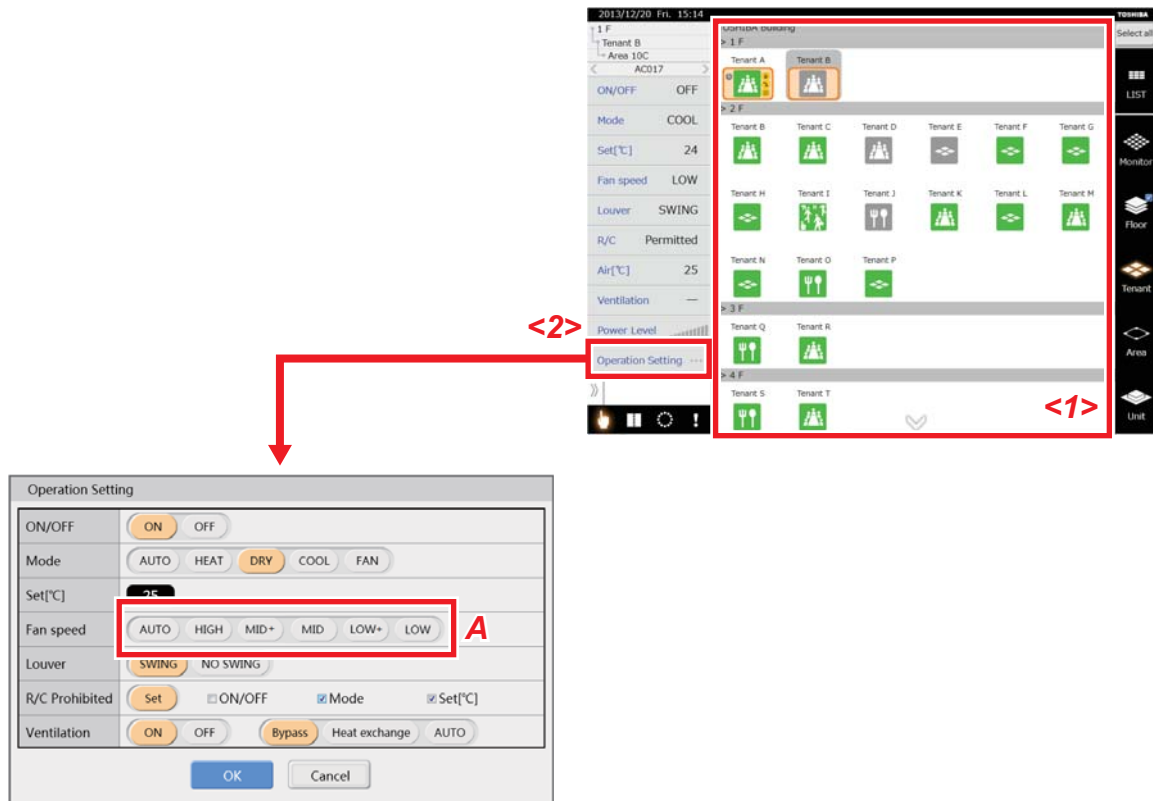 2013/12/20 Fri. 15:14
TOSHIBA
1 F
Tenant B
Area 10C
< AC017 >
ON/OFF OFF
Mode COOL
Set[℃] 24
Fan speed LOW
Louver SWING
R/C Permitted
Air[℃] 25
Ventilation —
Power Level
Operation Setting ...
<2>
TOSHIBA building
> 1 F
Tenant A Tenant B
> 2 F
Tenant B Tenant C Tenant D Tenant E Tenant F Tenant G
Tenant H Tenant I Tenant J Tenant K Tenant L Tenant M
Tenant N Tenant O Tenant P
> 3 F
Tenant Q Tenant R
> 4 F
Tenant S Tenant T
<1>
Select all
LIST
Monitor
Floor
Tenant
Area
Unit
Operation Setting
ON/OFF ON OFF
Mode AUTO HEAT DRY COOL FAN
Set[℃] 25
Fan speed AUTO HIGH MID+ MID LOW+ LOW A
Louver SWING NO SWING
R/C Prohibited Set ON/OFF Mode Set[℃]
Ventilation ON OFF Bypass Heat exchange AUTO
OK Cancel